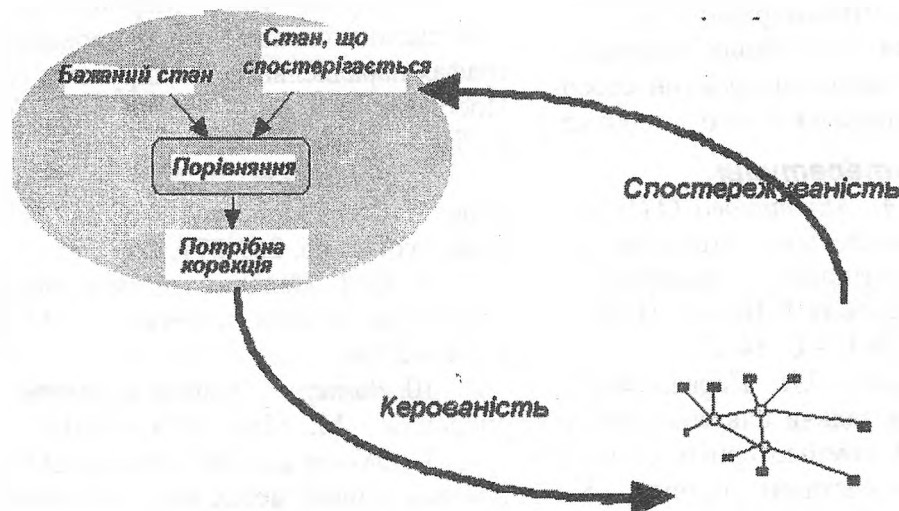 Стан, що
спостерігається
Бажаний стан
Порівняння
Потрібна
корекція
Спостережуваність
Керованість